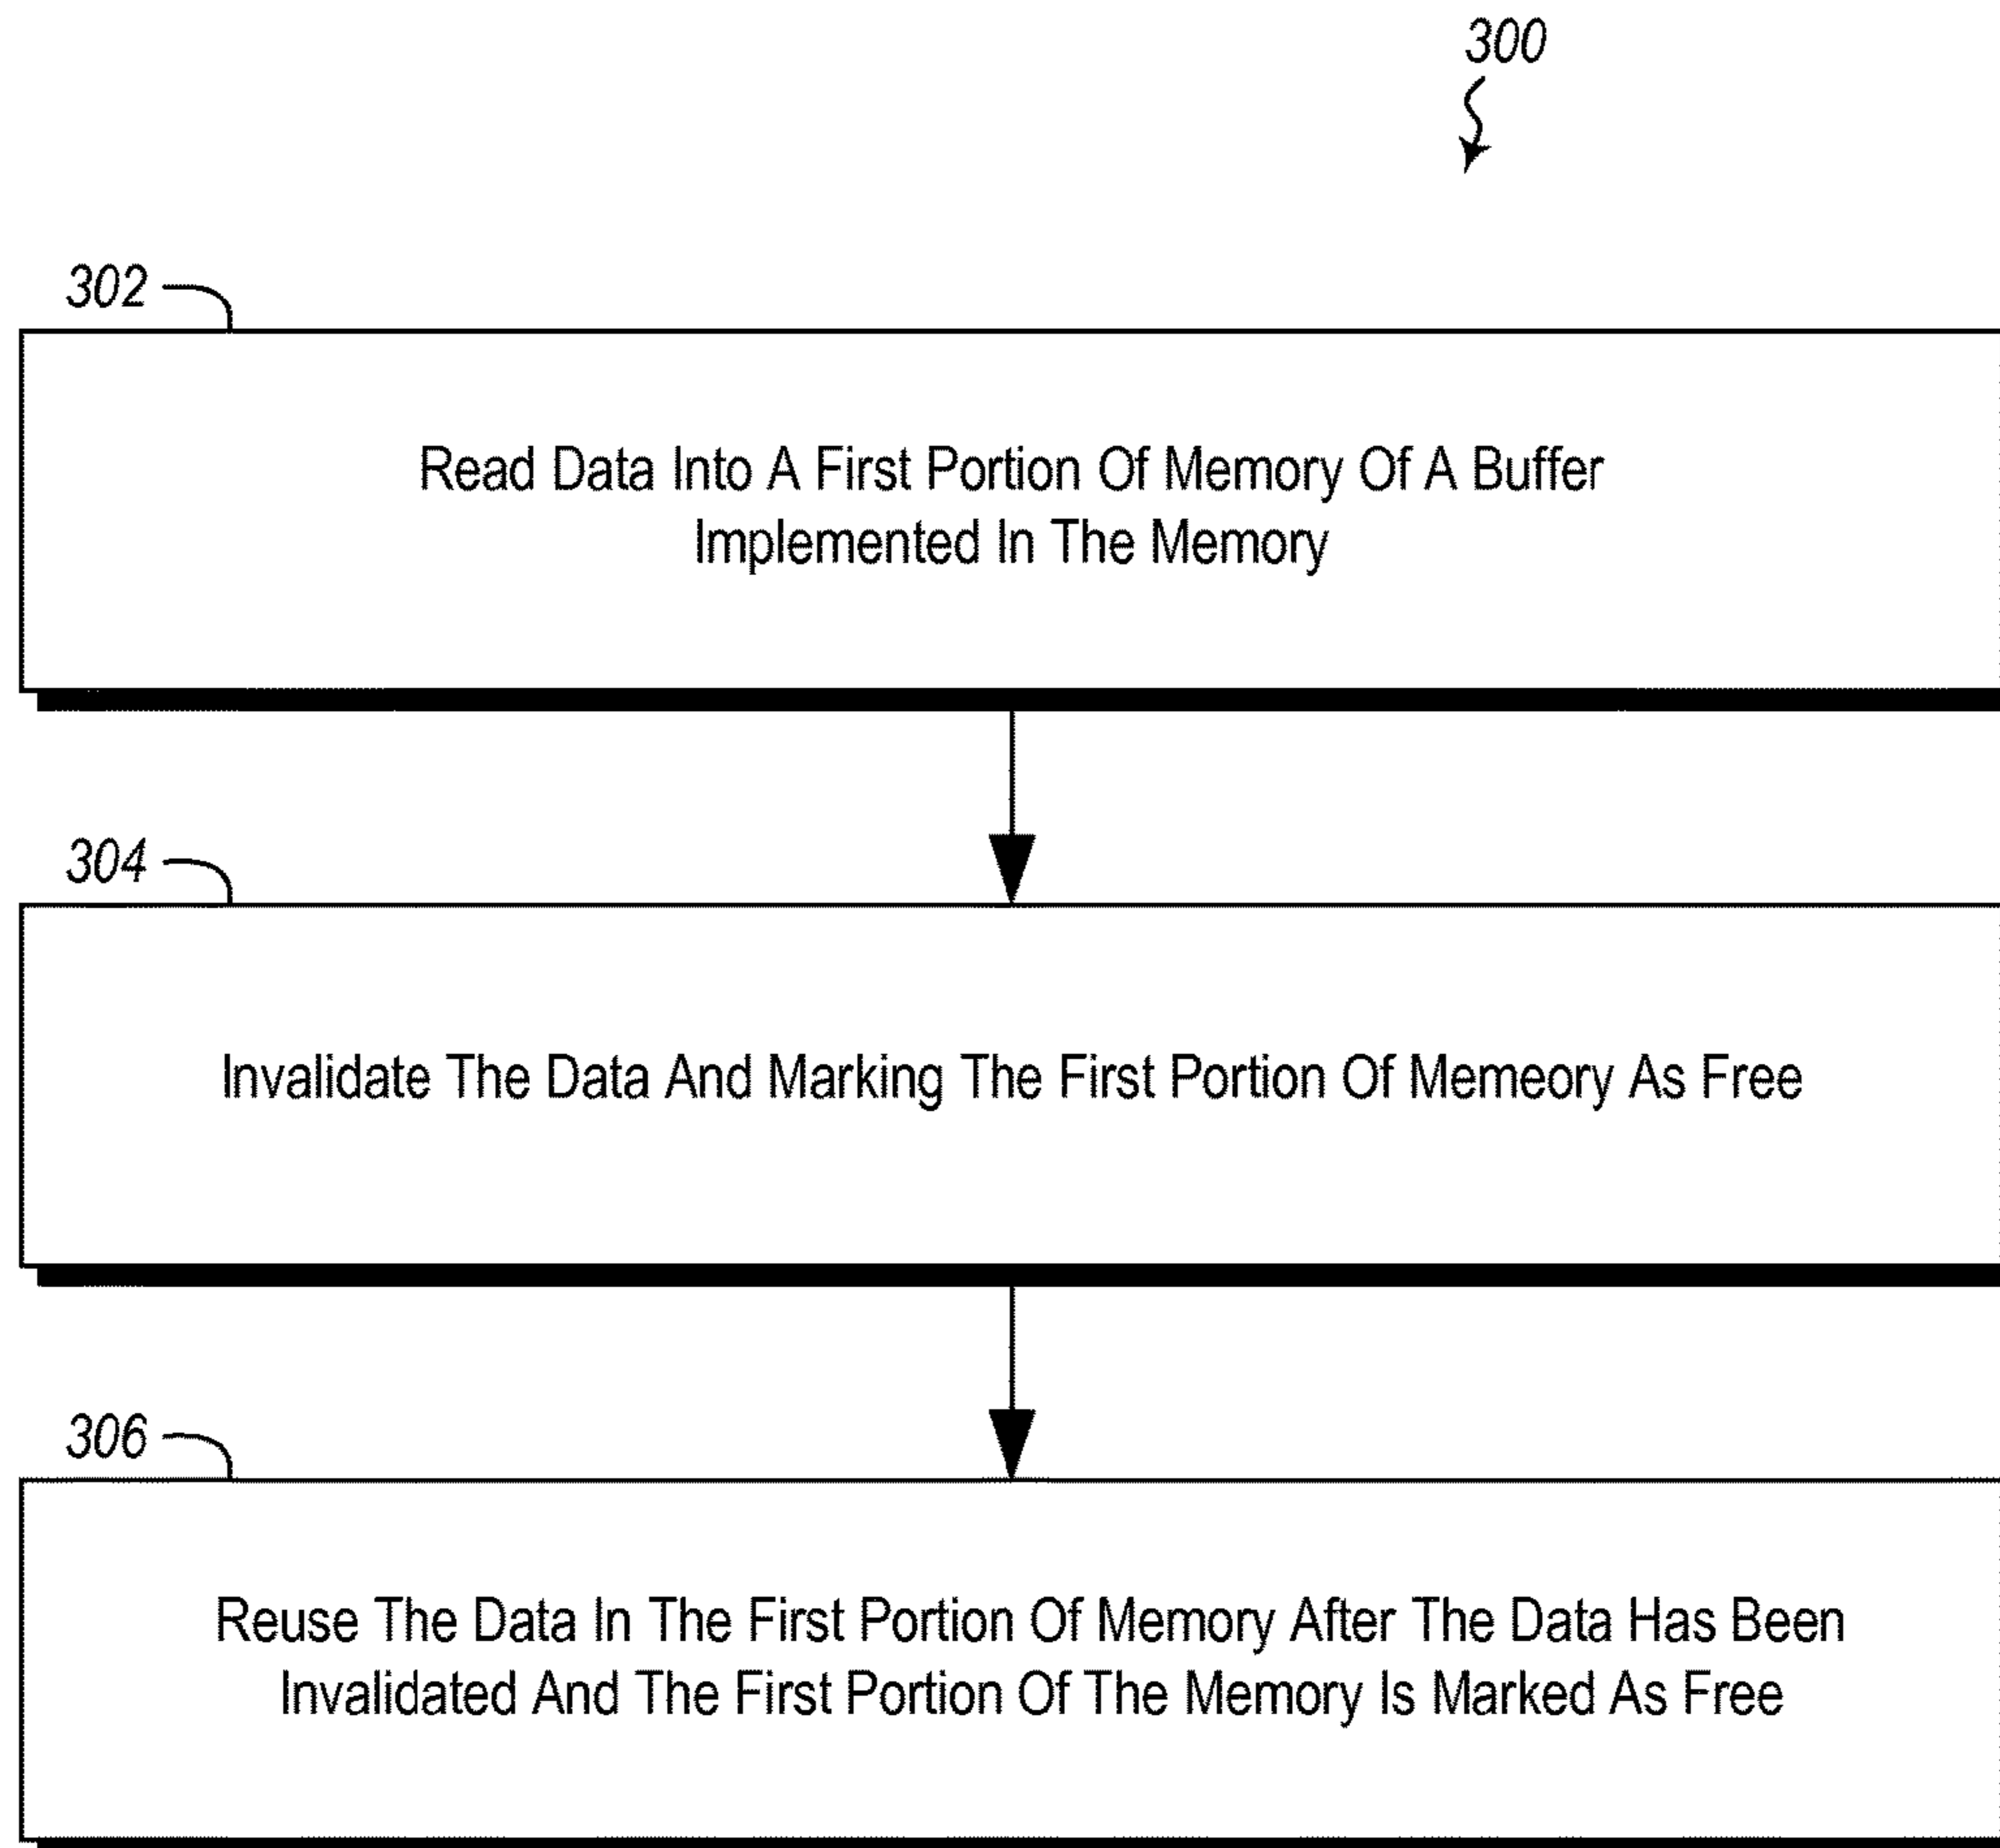 300
302
Read Data Into A First Portion Of Memory Of A Buffer
Implemented In The Memory
304
Invalidate The Data And Marking The First Portion Of Memeory As Free
306
Reuse The Data In The First Portion Of Memory After The Data Has Been
Invalidated And The First Portion Of The Memory Is Marked As Free